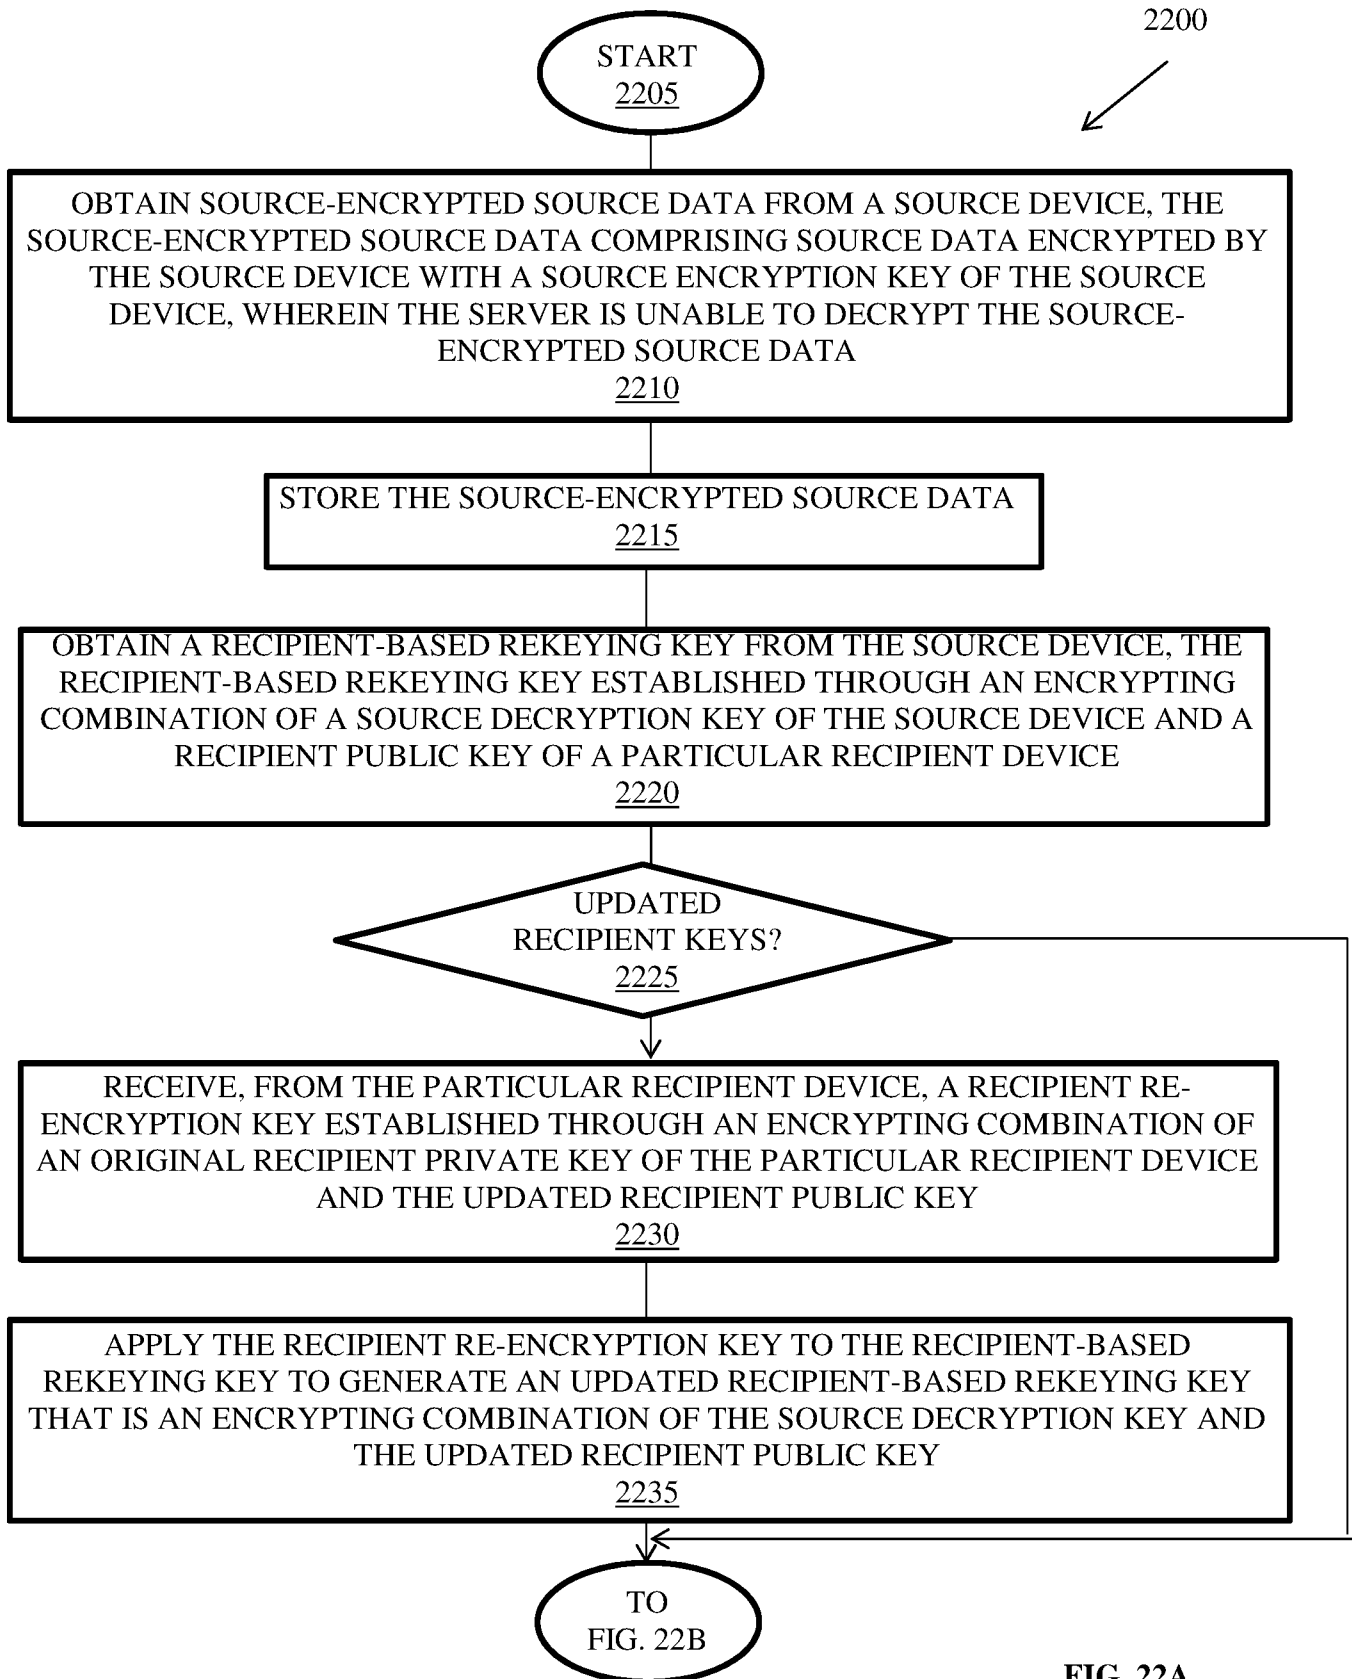 2200
START
2205
OBTAIN SOURCE-ENCRYPTED SOURCE DATA FROM A SOURCE DEVICE, THE
SOURCE-ENCRYPTED SOURCE DATA COMPRISING SOURCE DATA ENCRYPTED BY
THE SOURCE DEVICE WITH A SOURCE ENCRYPTION KEY OF THE SOURCE
DEVICE, WHEREIN THE SERVER IS UNABLE TO DECRYPT THE SOURCE-
ENCRYPTED SOURCE DATA
2210
STORE THE SOURCE-ENCRYPTED SOURCE DATA
2215
OBTAIN A RECIPIENT-BASED REKEYING KEY FROM THE SOURCE DEVICE, THE
RECIPIENT-BASED REKEYING KEY ESTABLISHED THROUGH AN ENCRYPTING
COMBINATION OF A SOURCE DECRYPTION KEY OF THE SOURCE DEVICE AND A
RECIPIENT PUBLIC KEY OF A PARTICULAR RECIPIENT DEVICE
2220
UPDATED
RECIPIENT KEYS?
2225
RECEIVE, FROM THE PARTICULAR RECIPIENT DEVICE, A RECIPIENT RE-
ENCRYPTION KEY ESTABLISHED THROUGH AN ENCRYPTING COMBINATION OF
AN ORIGINAL RECIPIENT PRIVATE KEY OF THE PARTICULAR RECIPIENT DEVICE
AND THE UPDATED RECIPIENT PUBLIC KEY
2230
APPLY THE RECIPIENT RE-ENCRYPTION KEY TO THE RECIPIENT-BASED
REKEYING KEY TO GENERATE AN UPDATED RECIPIENT-BASED REKEYING KEY
THAT IS AN ENCRYPTING COMBINATION OF THE SOURCE DECRYPTION KEY AND
THE UPDATED RECIPIENT PUBLIC KEY
2235
TO
FIG. 22B
FIG. 22A